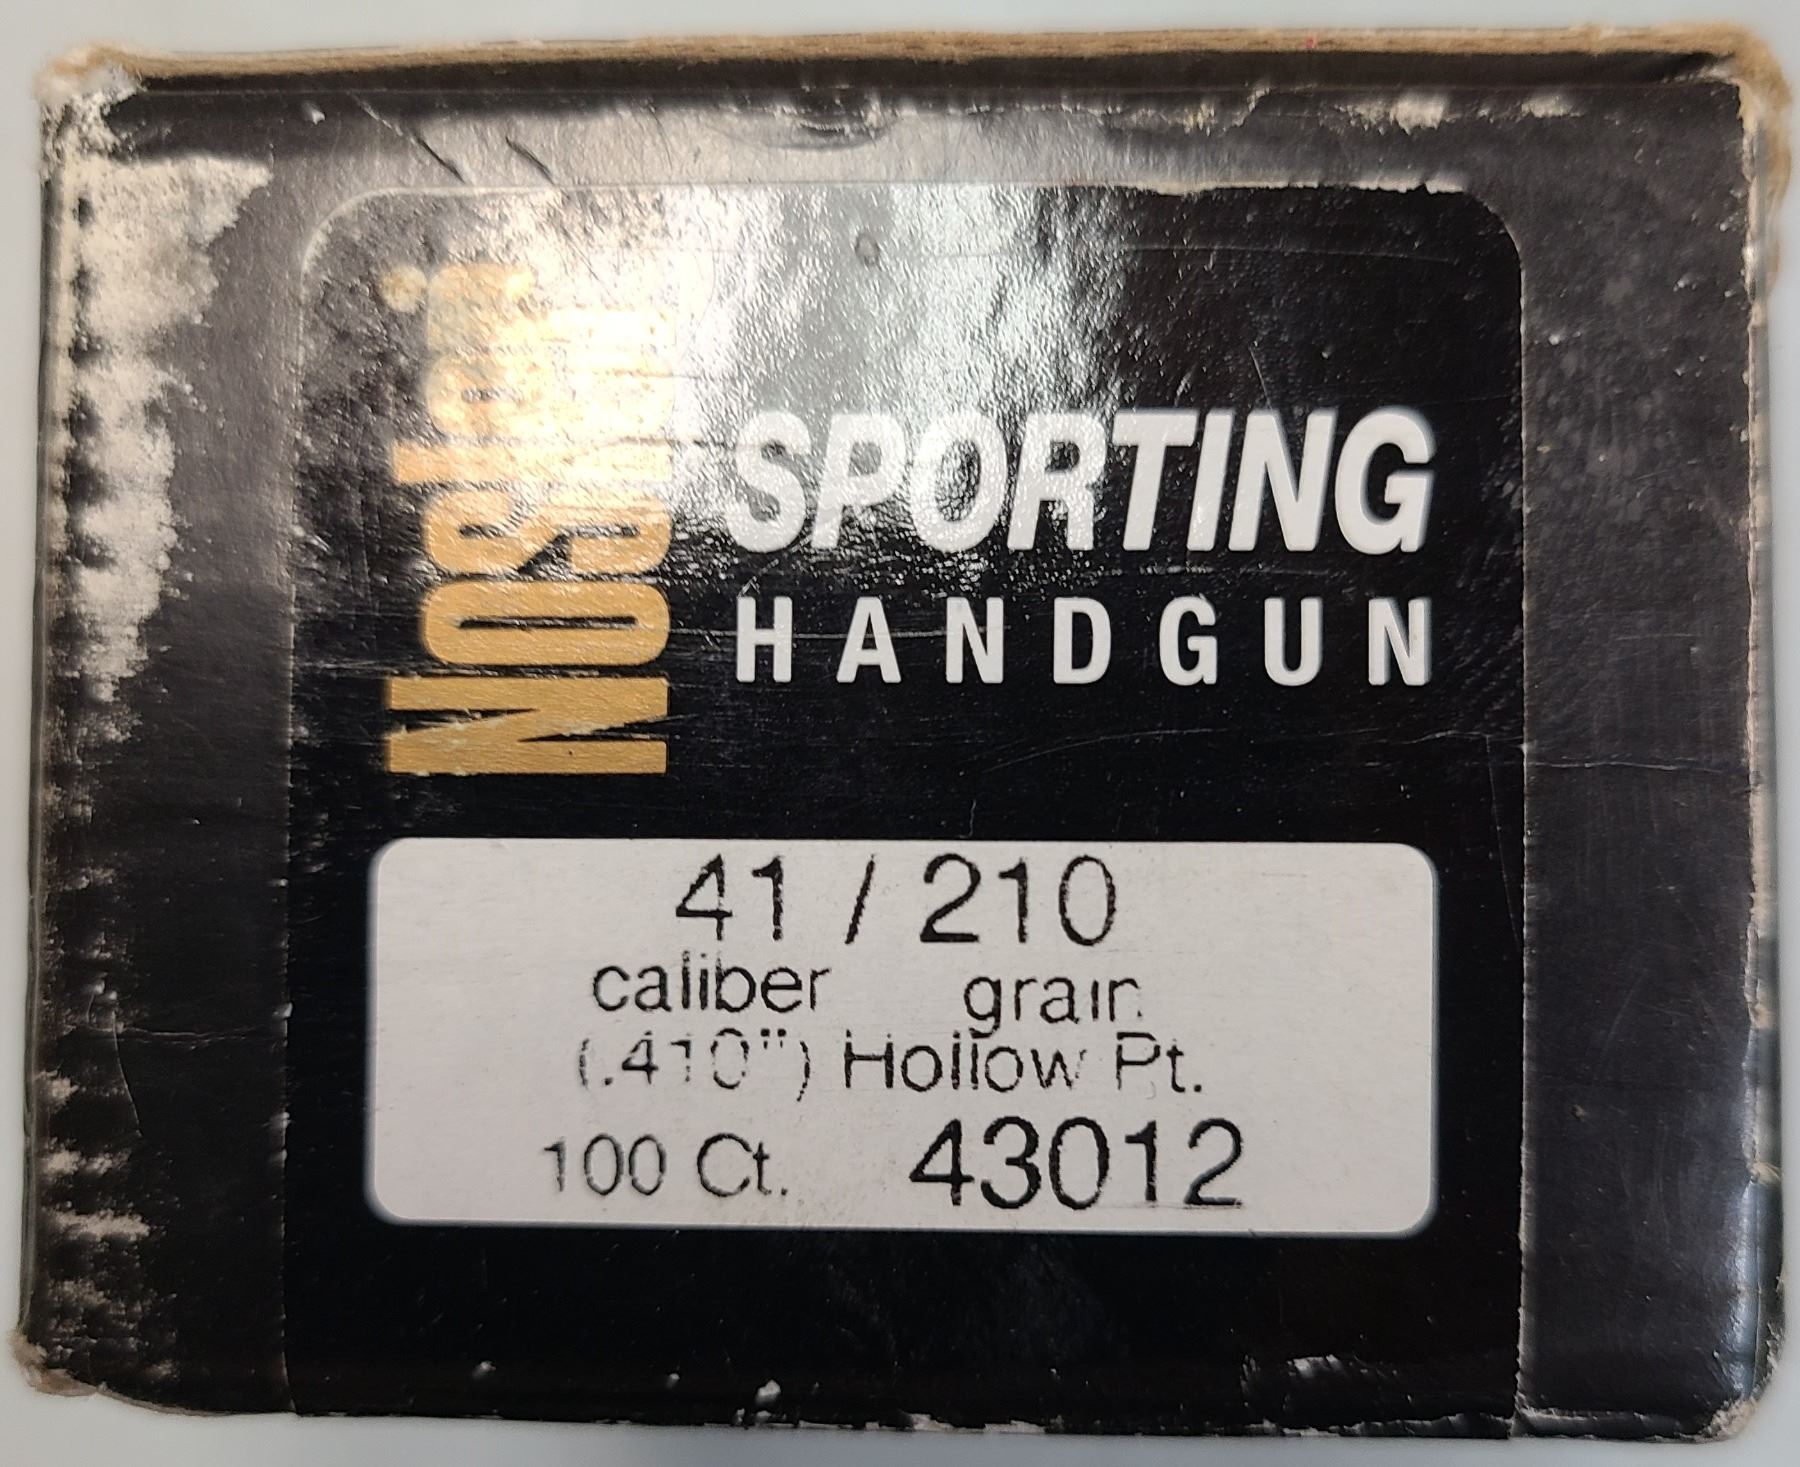 Nosler
SPORTING
HANDGUN
41 / 210
caliber grain
(.410") Hollow Pt.
100 Ct. 43012